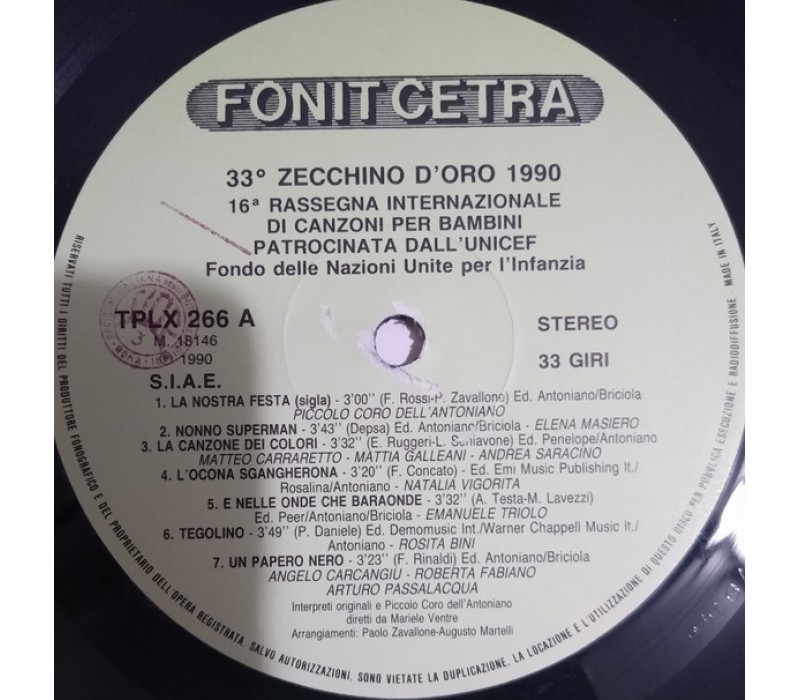 FONIT CETRA
33° ZECCHINO D'ORO 1990
16ª RASSEGNA INTERNAZIONALE
DI CANZONI PER BAMBINI
PATROCINATA DALL'UNICEF
Fondo delle Nazioni Unite per l'Infanzia
TPLX 266 A
M. 18146
1990
S.I.A.E.
STEREO
33 GIRI
1. LA NOSTRA FESTA (sigla) - 3'00" (F. Rossi-P. Zavallone) Ed. Antoniano/Briciola
PICCOLO CORO DELL'ANTONIANO
2. NONNO SUPERMAN - 3'43" (Depsa) Ed. Antoniano/Briciola - ELENA MASIERO
3. LA CANZONE DEI COLORI - 3'32" (E. Ruggeri-L. Schiavone) Ed. Penelope/Antoniano
MATTEO CARRARETTO - MATTIA GALLEANI - ANDREA SARACINO
4. L'OCONA SGANGHERONA - 3'20" (F. Concato) - Ed. Emi Music Publishing It./
Rosalina/Antoniano - NATALIA VIGORITA
5. E NELLE ONDE CHE BARAONDE - 3'32" (A. Testa-M. Lavezzi)
Ed. Peer/Antoniano/Briciola - EMANUELE TRIOLO
6. TEGOLINO - 3'49" (P. Daniele) Ed. Demomusic Int./Warner Chappell Music It./
Antoniano - ROSITA BINI
7. UN PAPERO NERO - 3'23" (F. Rinaldi) Ed. Antoniano/Briciola
ANGELO CARCANGIU - ROBERTA FABIANO
ARTURO PASSALACQUA
Interpreti originali e Piccolo Coro dell'Antoniano
diretti da Mariele Ventre
Arrangiamenti: Paolo Zavallone-Augusto Martelli
RISERVATI TUTTI I DIRITTI DEL PRODUTTORE FONOGRAFICO E DEL PROPRIETARIO DELL'OPERA REGISTRATA. SALVO AUTORIZZAZIONI, SONO VIETATE LA DUPLICAZIONE, LA LOCAZIONE E L'UTILIZZAZIONE DI QUESTO DISCO PER PUBBLICA ESECUZIONE E RADIODIFFUSIONE - MADE IN ITALY